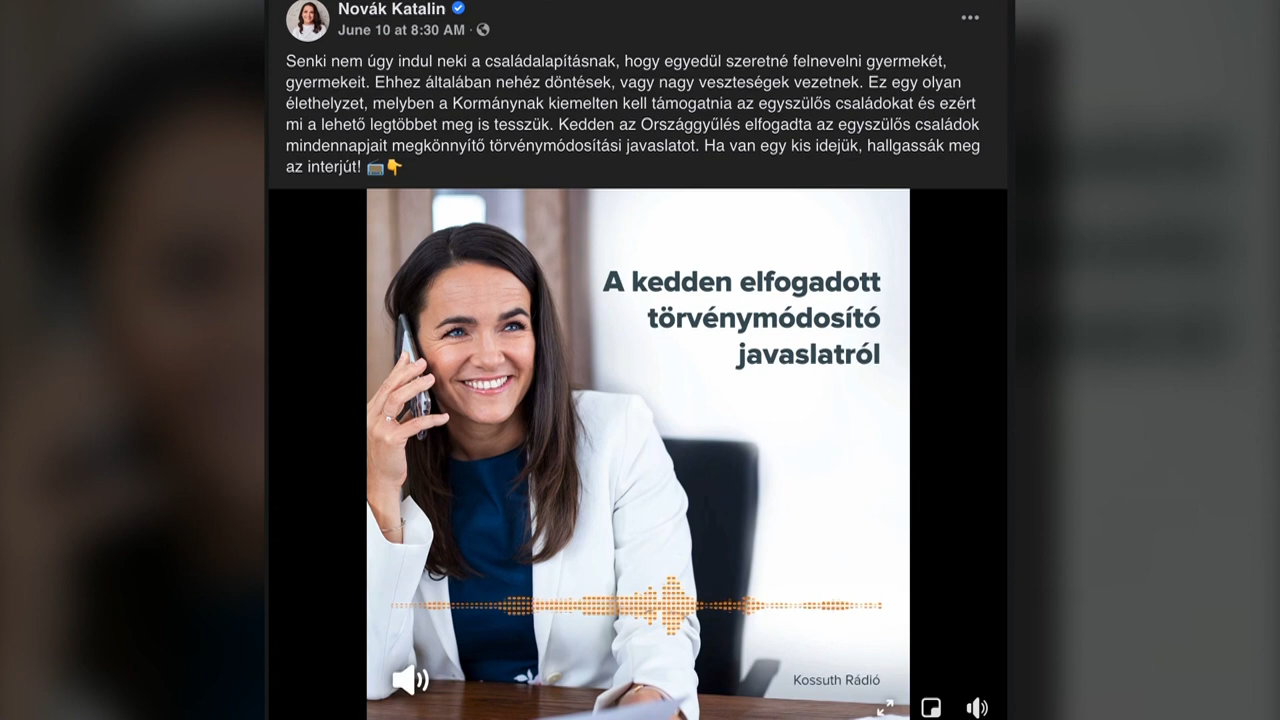 Novák Katalin
June 10 at 8:30 AM ·
Senki nem úgy indul neki a családalapításnak, hogy egyedül szeretné felnevelni gyermekét,
gyermekeit. Ehhez általában nehéz döntések, vagy nagy veszteségek vezetnek. Ez egy olyan
élethelyzet, melyben a Kormánynak kiemelten kell támogatnia az egyszülős családokat és ezért
mi a lehető legtöbbet meg is tesszük. Kedden az Országgyűlés elfogadta az egyszülős családok
mindennapjait megkönnyítő törvénymódosítási javaslatot. Ha van egy kis idejük, hallgassák meg
az interjút! 📻👇
A kedden elfogadott
törvénymódosító
javaslatról
Kossuth Rádió